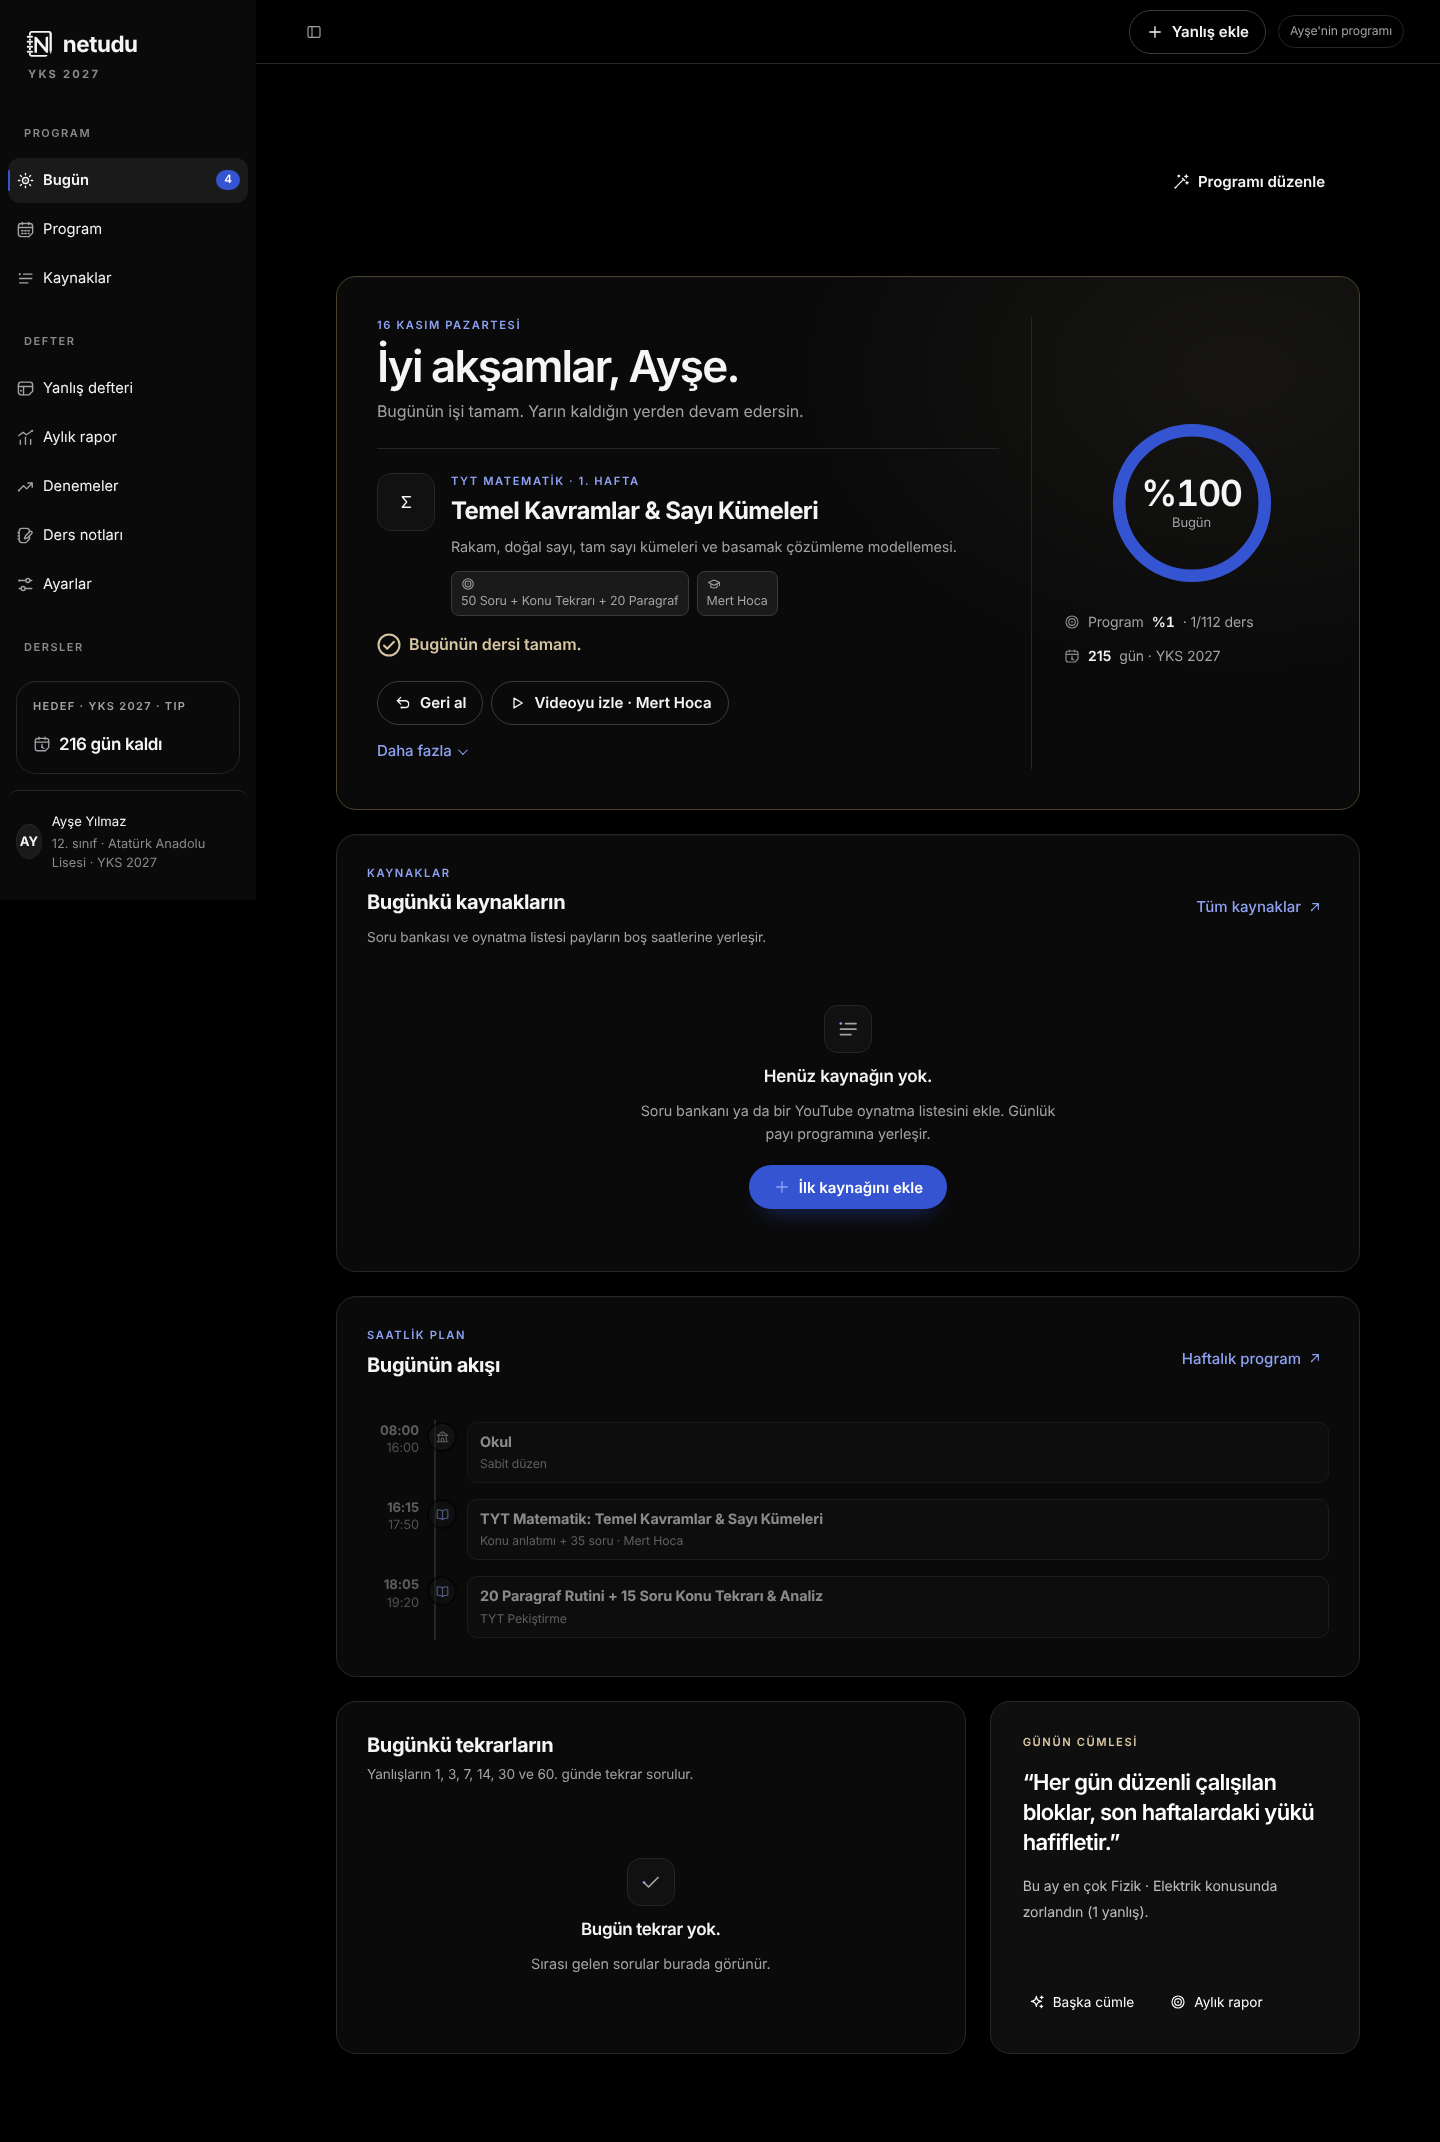 netudu
YKS 2027
PROGRAM
Bugün
4
Program
Kaynaklar
DEFTER
Yanlış defteri
Aylık rapor
Denemeler
Ders notları
Ayarlar
DERSLER
HEDEF · YKS 2027 · TIP
216 gün kaldı
AY
Ayşe Yılmaz
12. sınıf · Atatürk Anadolu
Lisesi · YKS 2027
Yanlış ekle
Ayşe'nin programı
Programı düzenle
16 KASIM PAZARTESİ
İyi akşamlar, Ayşe.
Bugünün işi tamam. Yarın kaldığın yerden devam edersin.
Σ
TYT MATEMATİK · 1. HAFTA
Temel Kavramlar & Sayı Kümeleri
Rakam, doğal sayı, tam sayı kümeleri ve basamak çözümleme modellemesi.
50 Soru + Konu Tekrarı + 20 Paragraf
Mert Hoca
Bugünün dersi tamam.
Geri al
Videoyu izle · Mert Hoca
Daha fazla
%100
Bugün
Program %1 · 1/112 ders
215 gün · YKS 2027
KAYNAKLAR
Bugünkü kaynakların
Soru bankası ve oynatma listesi payların boş saatlerine yerleşir.
Tüm kaynaklar
Henüz kaynağın yok.
Soru bankanı ya da bir YouTube oynatma listesini ekle. Günlük
payı programına yerleşir.
İlk kaynağını ekle
SAATLİK PLAN
Bugünün akışı
Haftalık program
08:00
16:00
Okul
Sabit düzen
16:15
17:50
TYT Matematik: Temel Kavramlar & Sayı Kümeleri
Konu anlatımı + 35 soru · Mert Hoca
18:05
19:20
20 Paragraf Rutini + 15 Soru Konu Tekrarı & Analiz
TYT Pekiştirme
Bugünkü tekrarların
Yanlışların 1, 3, 7, 14, 30 ve 60. günde tekrar sorulur.
Bugün tekrar yok.
Sırası gelen sorular burada görünür.
GÜNÜN CÜMLESİ
“Her gün düzenli çalışılan
bloklar, son haftalardaki yükü
hafifletir.”
Bu ay en çok Fizik · Elektrik konusunda
zorlandın (1 yanlış).
Başka cümle
Aylık rapor